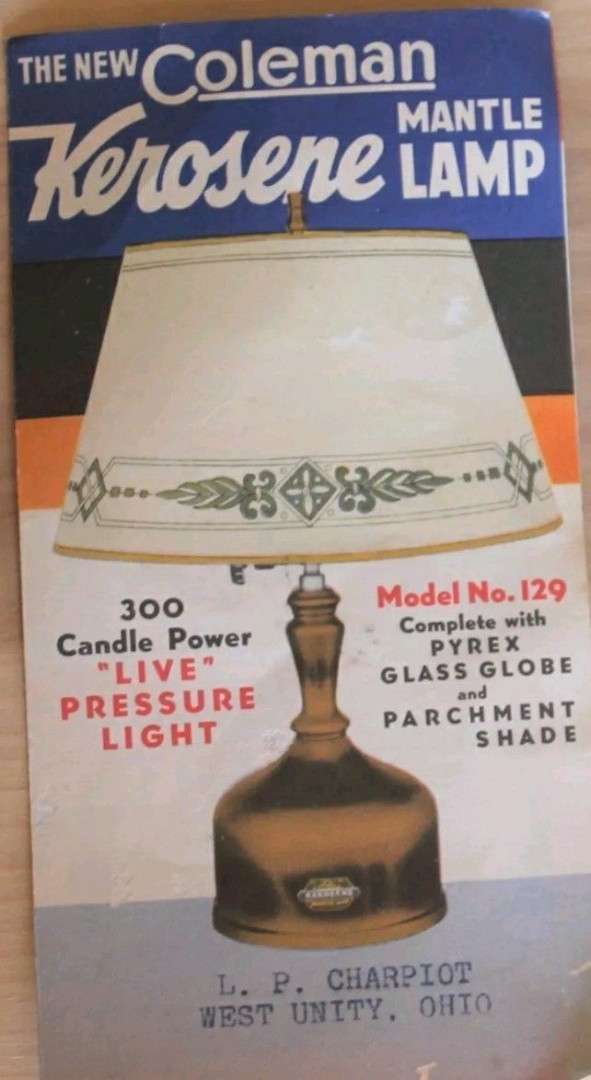 THE NEW Coleman
Kerosene MANTLE LAMP
300
Candle Power
"LIVE"
PRESSURE
LIGHT
Model No. 129
Complete with
PYREX
GLASS GLOBE
and
PARCHMENT
SHADE
KEROSENE
L. P. CHARPIOT
WEST UNITY, OHIO